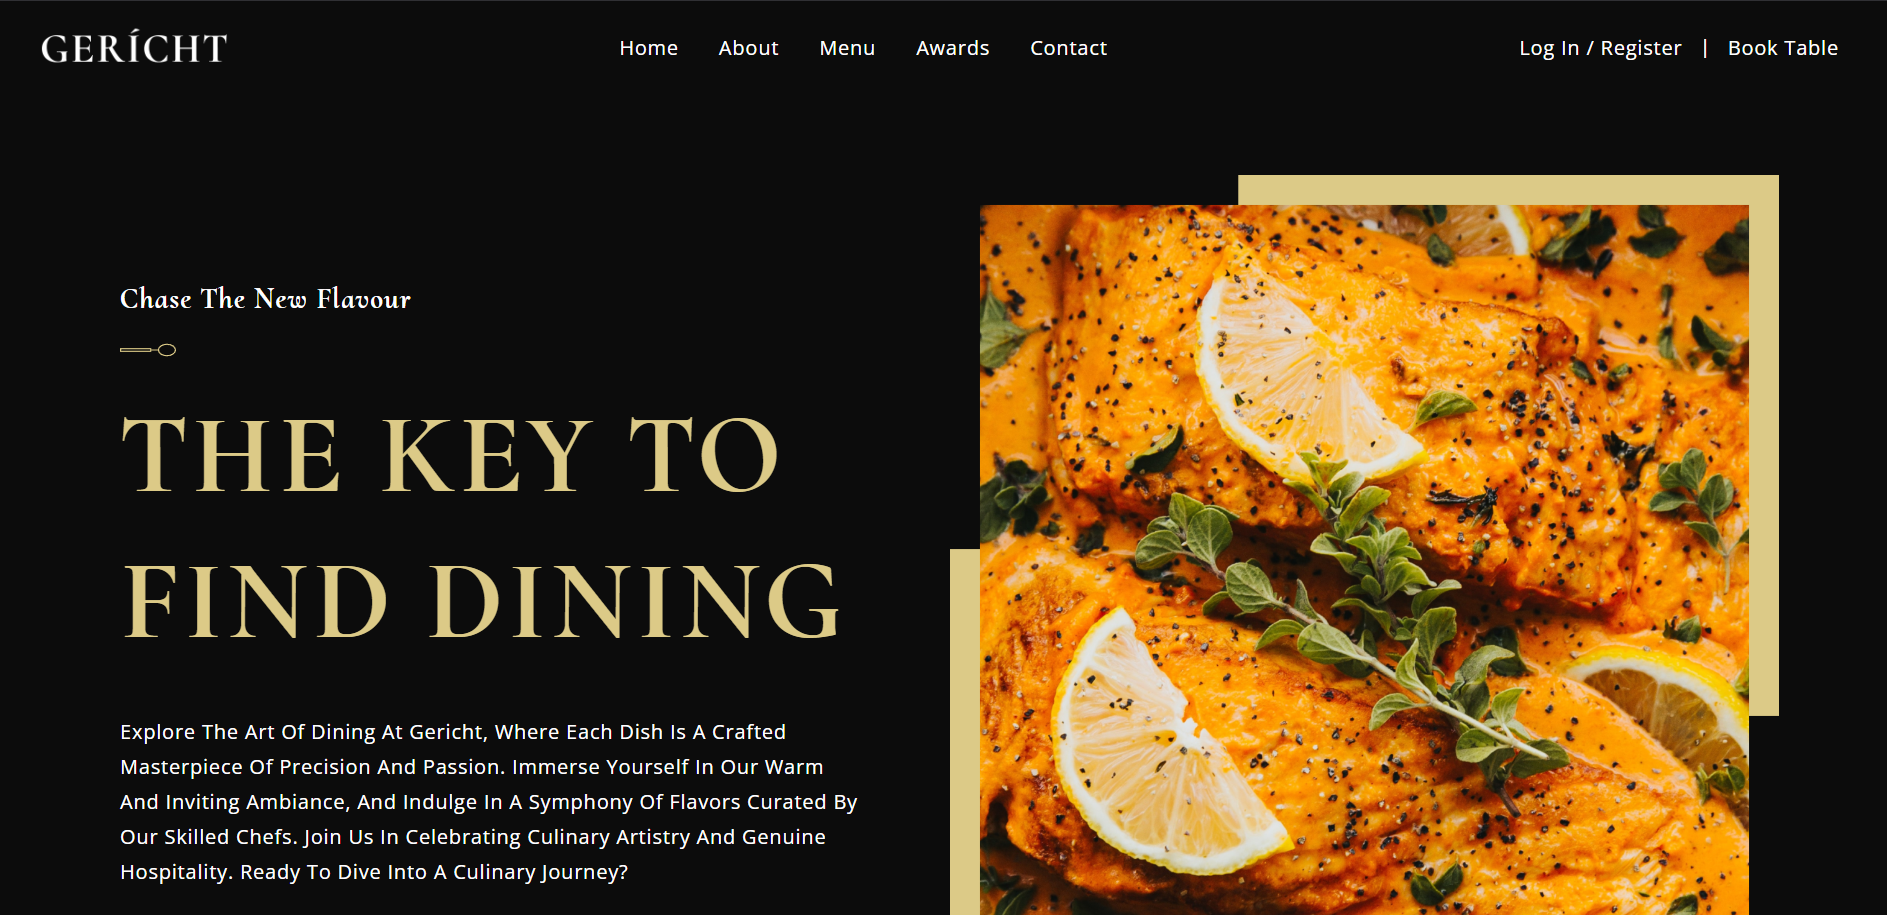 GERÍCHT
Home About Menu Awards Contact
Log In / Register | Book Table
Chase The New Flavour
THE KEY TO
FIND DINING
Explore The Art Of Dining At Gericht, Where Each Dish Is A Crafted
Masterpiece Of Precision And Passion. Immerse Yourself In Our Warm
And Inviting Ambiance, And Indulge In A Symphony Of Flavors Curated By
Our Skilled Chefs. Join Us In Celebrating Culinary Artistry And Genuine
Hospitality. Ready To Dive Into A Culinary Journey?